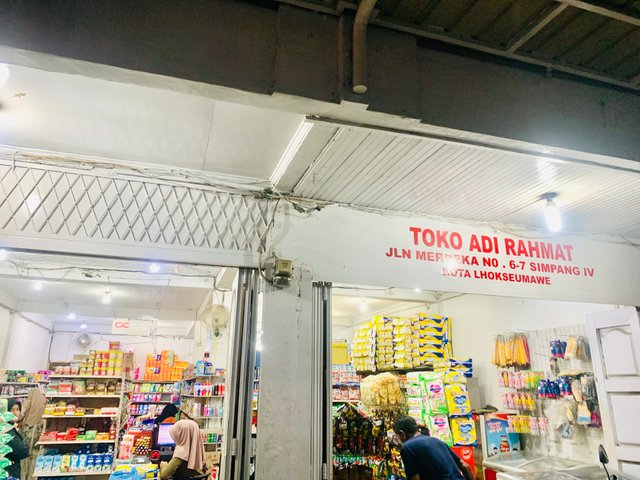 TOKO ADI RAHMAT
JLN MERDEKA NO . 6-7 SIMPANG IV
KOTA LHOKSEUMAWE